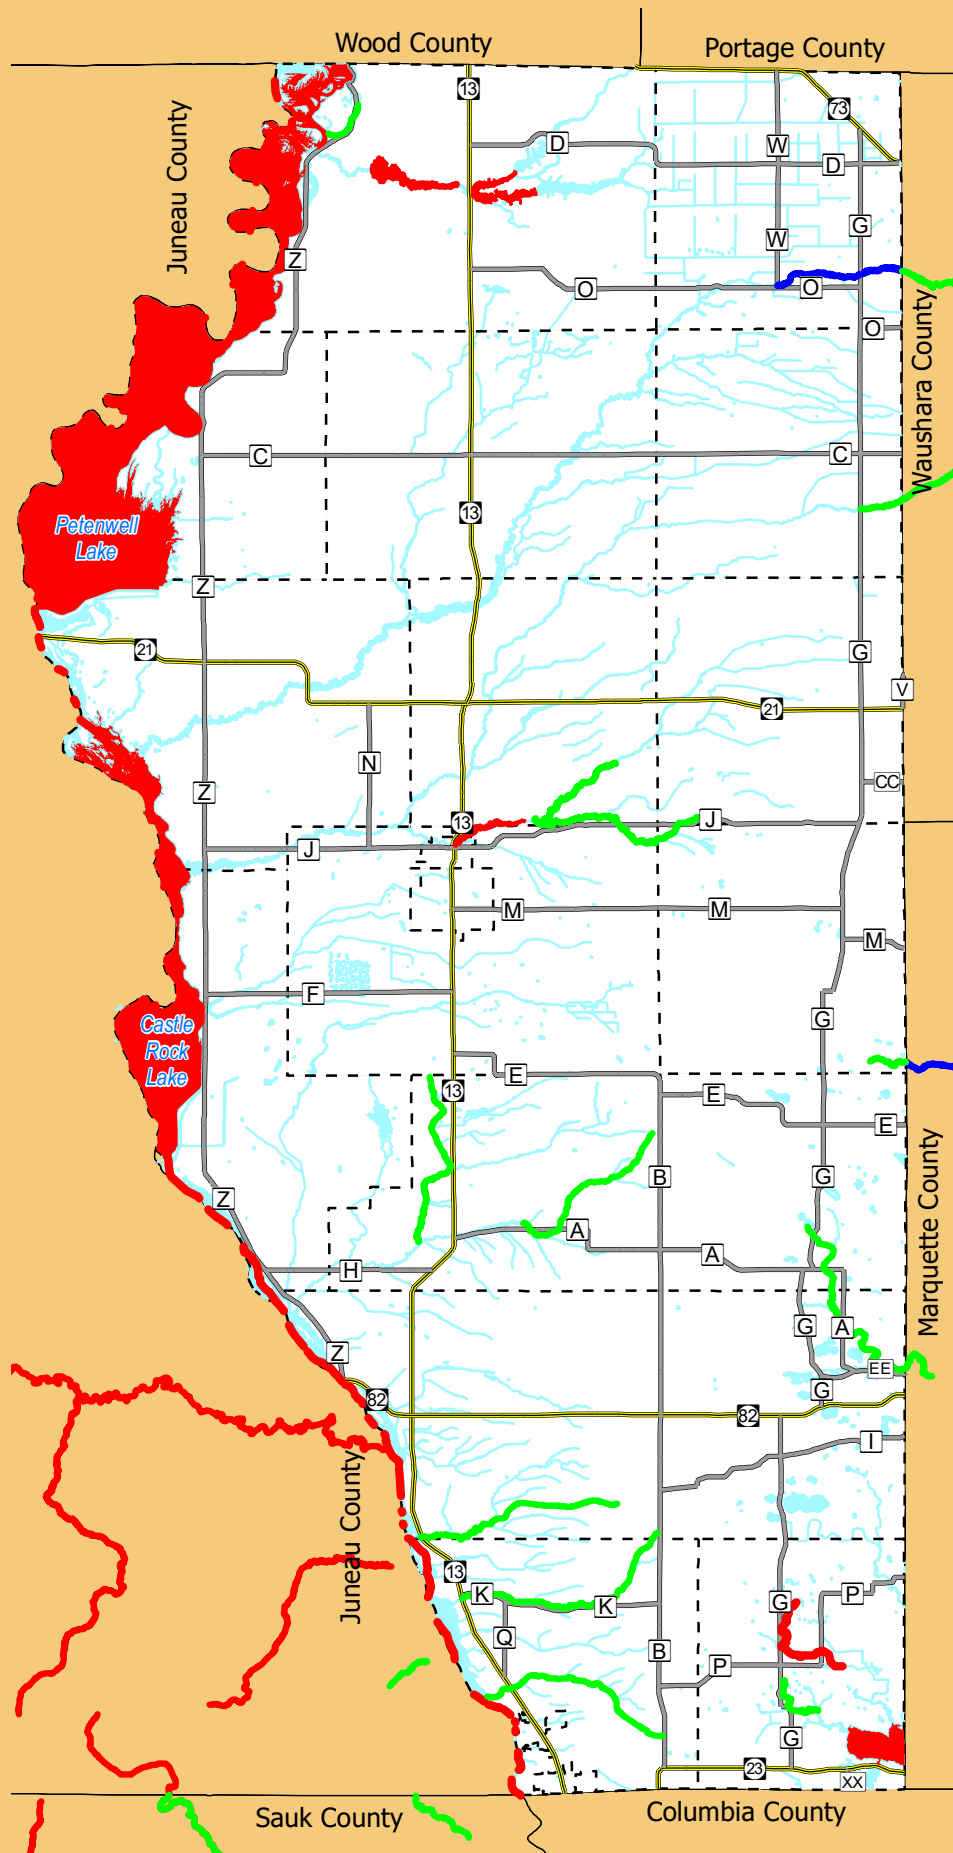 Wood County
Portage County
13
73
Juneau County
D
W
D
W
G
Z
O
O
O
Waushara County
C
C
13
Petenwell
Lake
Z
21
G
V
21
N
CC
Z
13
J
J
M
M
M
F
G
Castle
Rock
Lake
E
13
E
E
B
G
Z
Marquette County
A
A
H
G
A
Z
EE
G
82
82
I
Juneau County
13
K
K
G
P
Q
B
P
G
23
XX
Sauk County
Columbia County